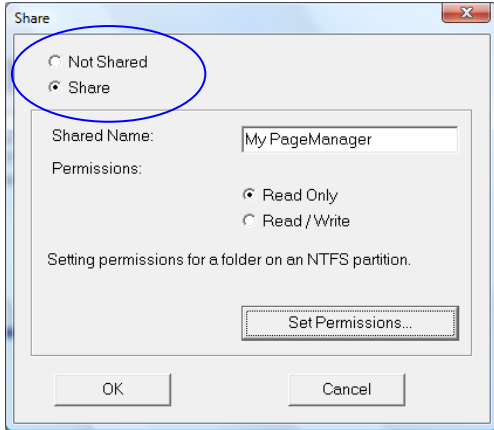 Share
Not Shared
Share
Shared Name: My PageManager
Permissions:
Read Only
Read / Write
Setting permissions for a folder on an NTFS partition.
Set Permissions...
OK Cancel